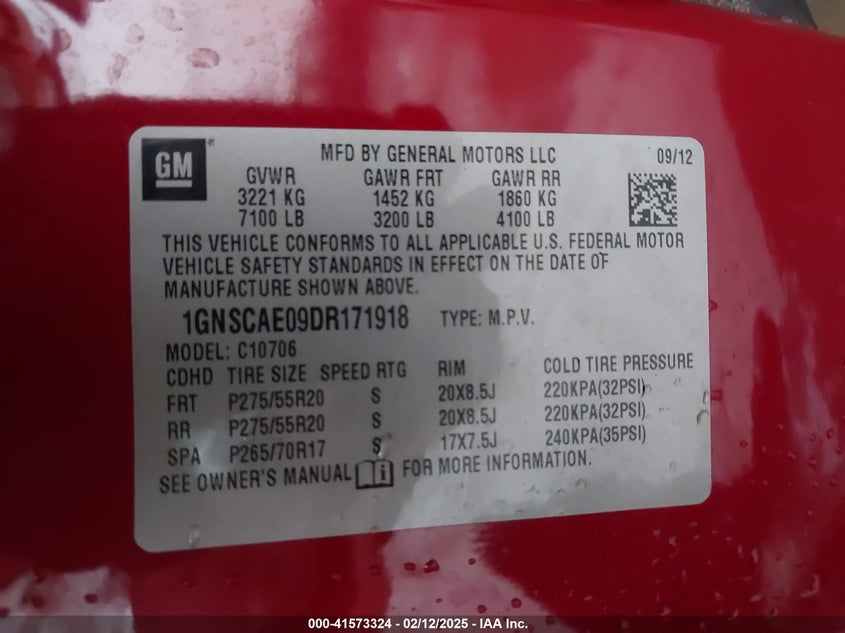 GM
MFD BY GENERAL MOTORS LLC 09/12
GVWR GAWR FRT GAWR RR
3221 KG 1452 KG 1860 KG
7100 LB 3200 LB 4100 LB
THIS VEHICLE CONFORMS TO ALL APPLICABLE U.S. FEDERAL MOTOR
VEHICLE SAFETY STANDARDS IN EFFECT ON THE DATE OF
MANUFACTURE SHOWN ABOVE.
1GNSCAE09DR171918 TYPE: M.P.V.
MODEL: C10706
CDHD TIRE SIZE SPEED RTG RIM COLD TIRE PRESSURE
FRT P275/55R20 S 20X8.5J 220KPA(32PSI)
RR P275/55R20 S 20X8.5J 220KPA(32PSI)
SPA P265/70R17 S 17X7.5J 240KPA(35PSI)
SEE OWNER'S MANUAL i FOR MORE INFORMATION.
000-41573324 - 02/12/2025 - IAA Inc.